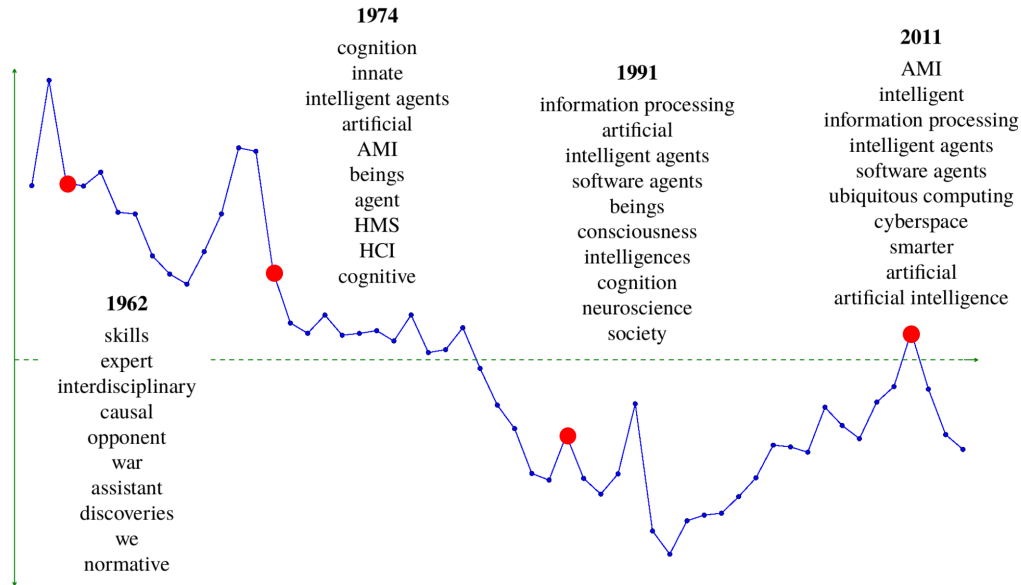 1974
cognition
innate
intelligent agents
artificial
AMI
beings
agent
HMS
HCI
cognitive
1991
information processing
artificial
intelligent agents
software agents
beings
consciousness
intelligences
cognition
neuroscience
society
2011
AMI
intelligent
information processing
intelligent agents
software agents
ubiquitous computing
cyberspace
smarter
artificial
artificial intelligence
1962
skills
expert
interdisciplinary
causal
opponent
war
assistant
discoveries
we
normative